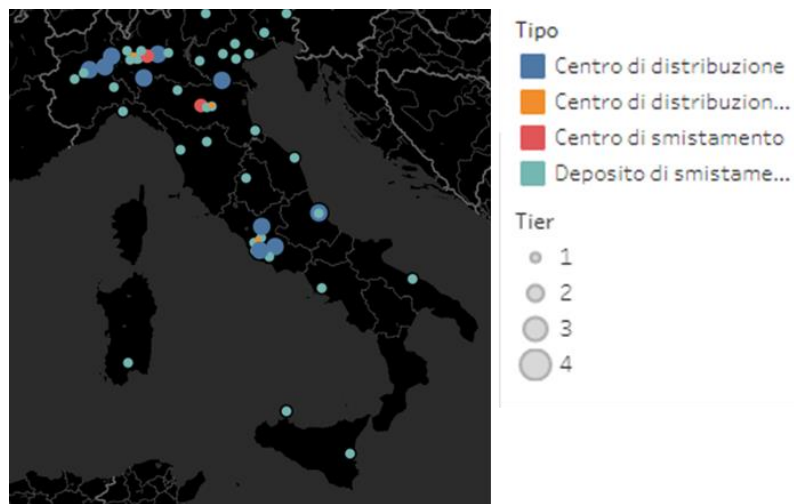 Tipo
Centro di distribuzione
Centro di distribuzion...
Centro di smistamento
Deposito di smistame...
Tier
1
2
3
4